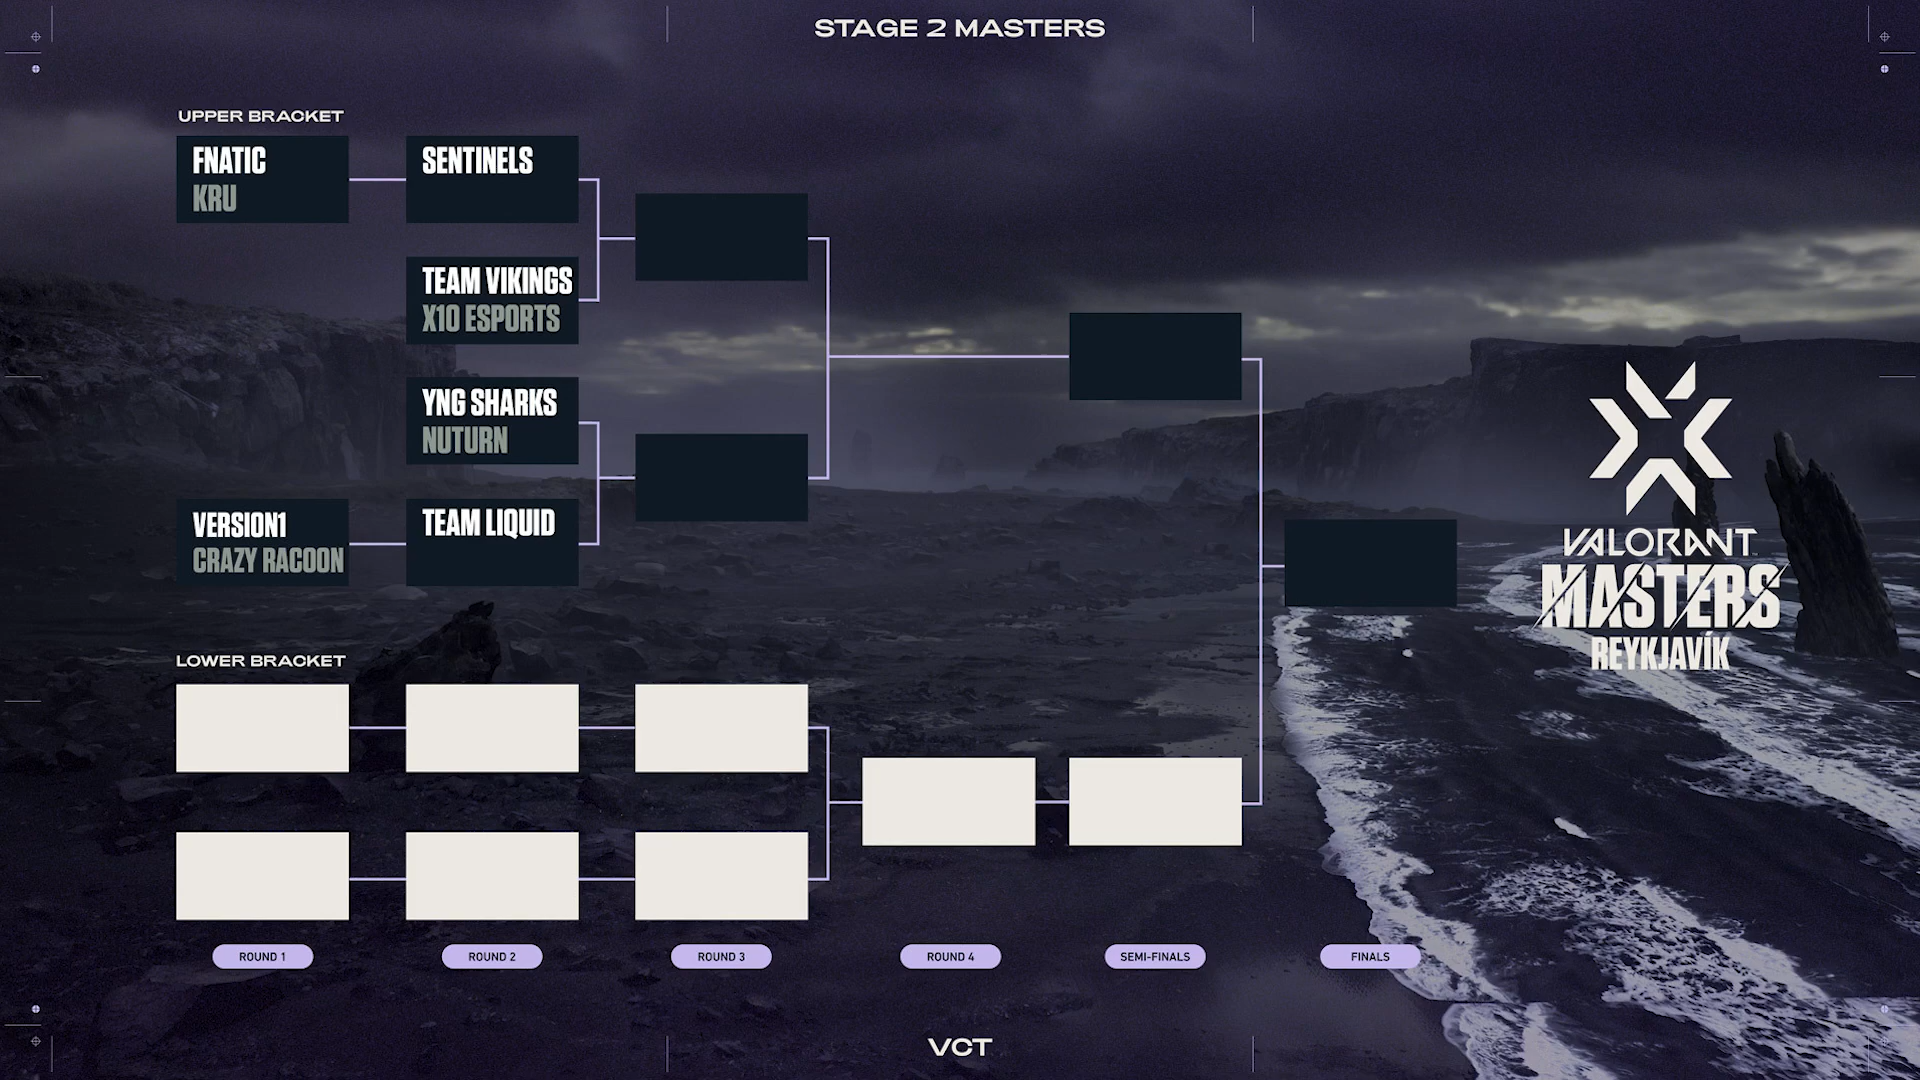 STAGE 2 MASTERS
UPPER BRACKET
FNATIC
KRU
SENTINELS
TEAM VIKINGS
X10 ESPORTS
YNG SHARKS
NUTURN
VERSION1
CRAZY RACOON
TEAM LIQUID
VALORANT
MASTERS
REYKJAVÍK
LOWER BRACKET
ROUND 1
ROUND 2
ROUND 3
ROUND 4
SEMI-FINALS
FINALS
VCT